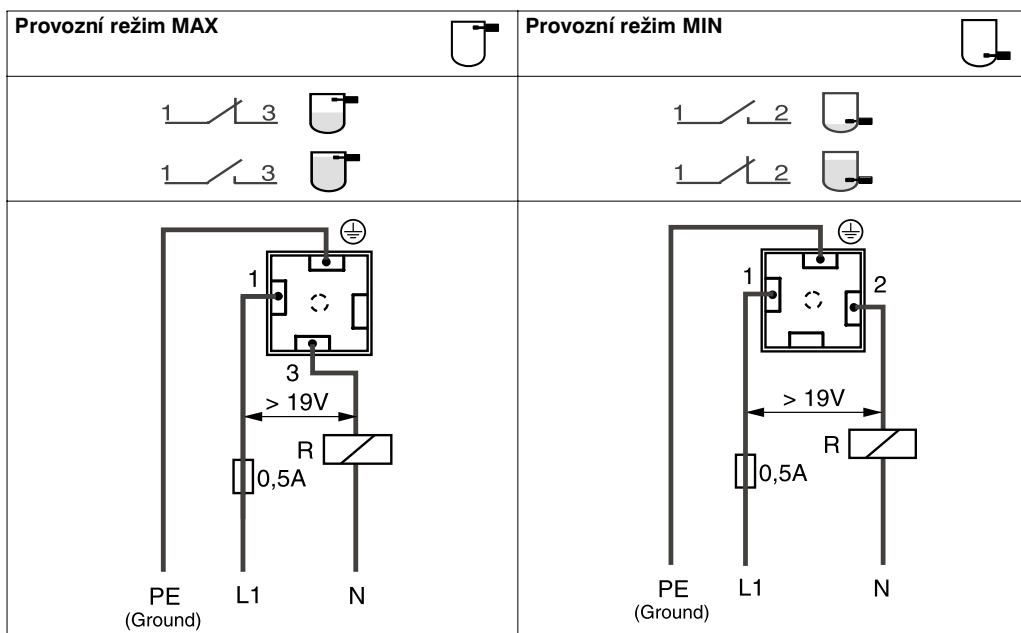 Provozní režim MAX
Provozní režim MIN
1 3
1 3
1 2
1 2
1
3
> 19V
R
0,5A
PE
(Ground)
L1
N
1
2
> 19V
R
0,5A
PE
(Ground)
L1
N